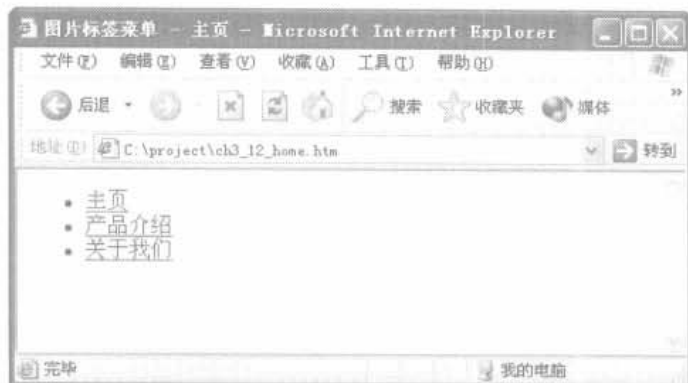 图片标签菜单 - 主页 - Microsoft Internet Explorer
文件(F) 编辑(E) 查看(V) 收藏(A) 工具(T) 帮助(H)
后退 搜索 收藏夹 媒体 »
地址(D) C:\project\ch3_12_home.htm 转到
• 主页
• 产品介绍
• 关于我们
完毕 我的电脑